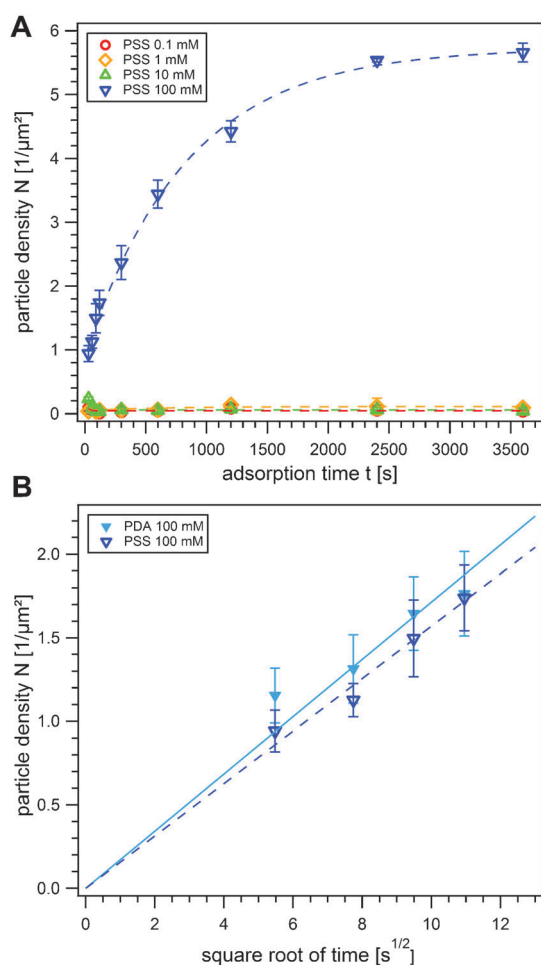 A
PSS 0.1 mM
PSS 1 mM
PSS 10 mM
PSS 100 mM
6
5
4
3
2
1
0
particle density N [1/µm²]
0 500 1000 1500 2000 2500 3000 3500
adsorption time t [s]
B
PDA 100 mM
PSS 100 mM
2.0
1.5
1.0
0.5
0.0
particle density N [1/µm²]
0 2 4 6 8 10 12
square root of time [s^1/2]